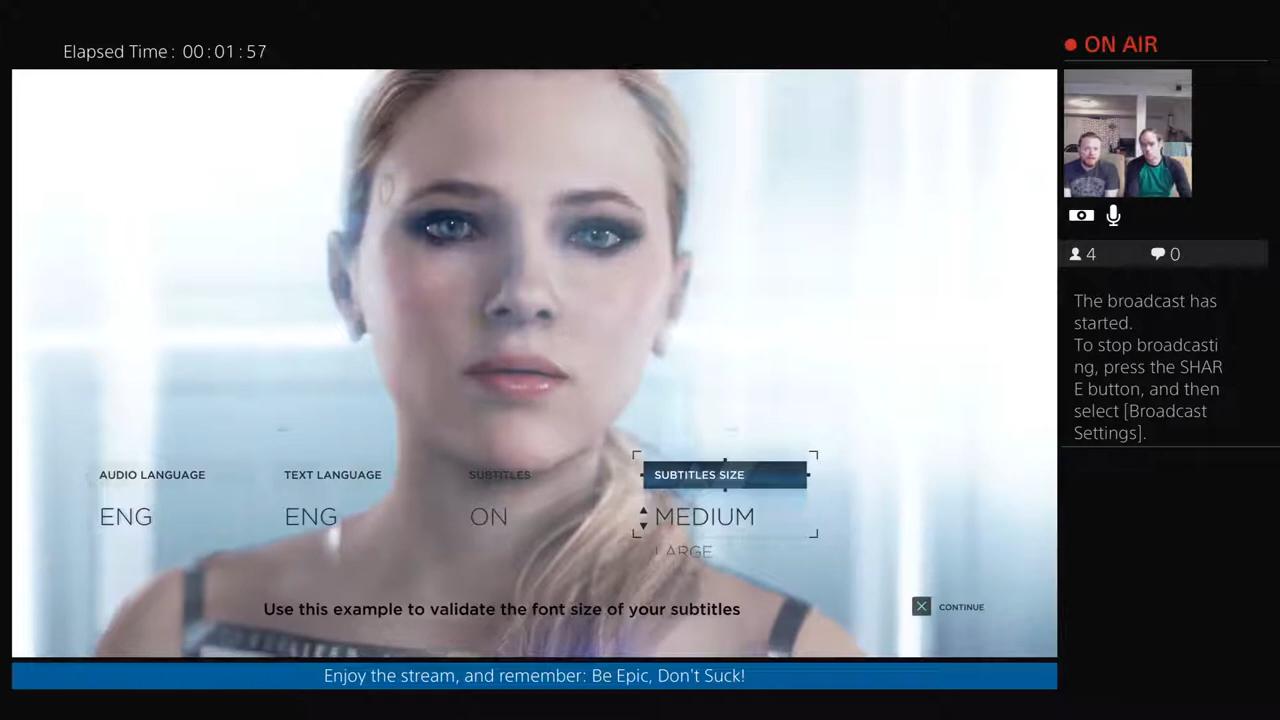 Elapsed Time: 00:01:57
ON AIR
4 0
The broadcast has
started.
To stop broadcasti
ng, press the SHAR
E button, and then
select [Broadcast
Settings].
AUDIO LANGUAGE TEXT LANGUAGE SUBTITLES SUBTITLES SIZE
ENG ENG ON MEDIUM
LARGE
Use this example to validate the font size of your subtitles
CONTINUE
Enjoy the stream, and remember: Be Epic, Don't Suck!